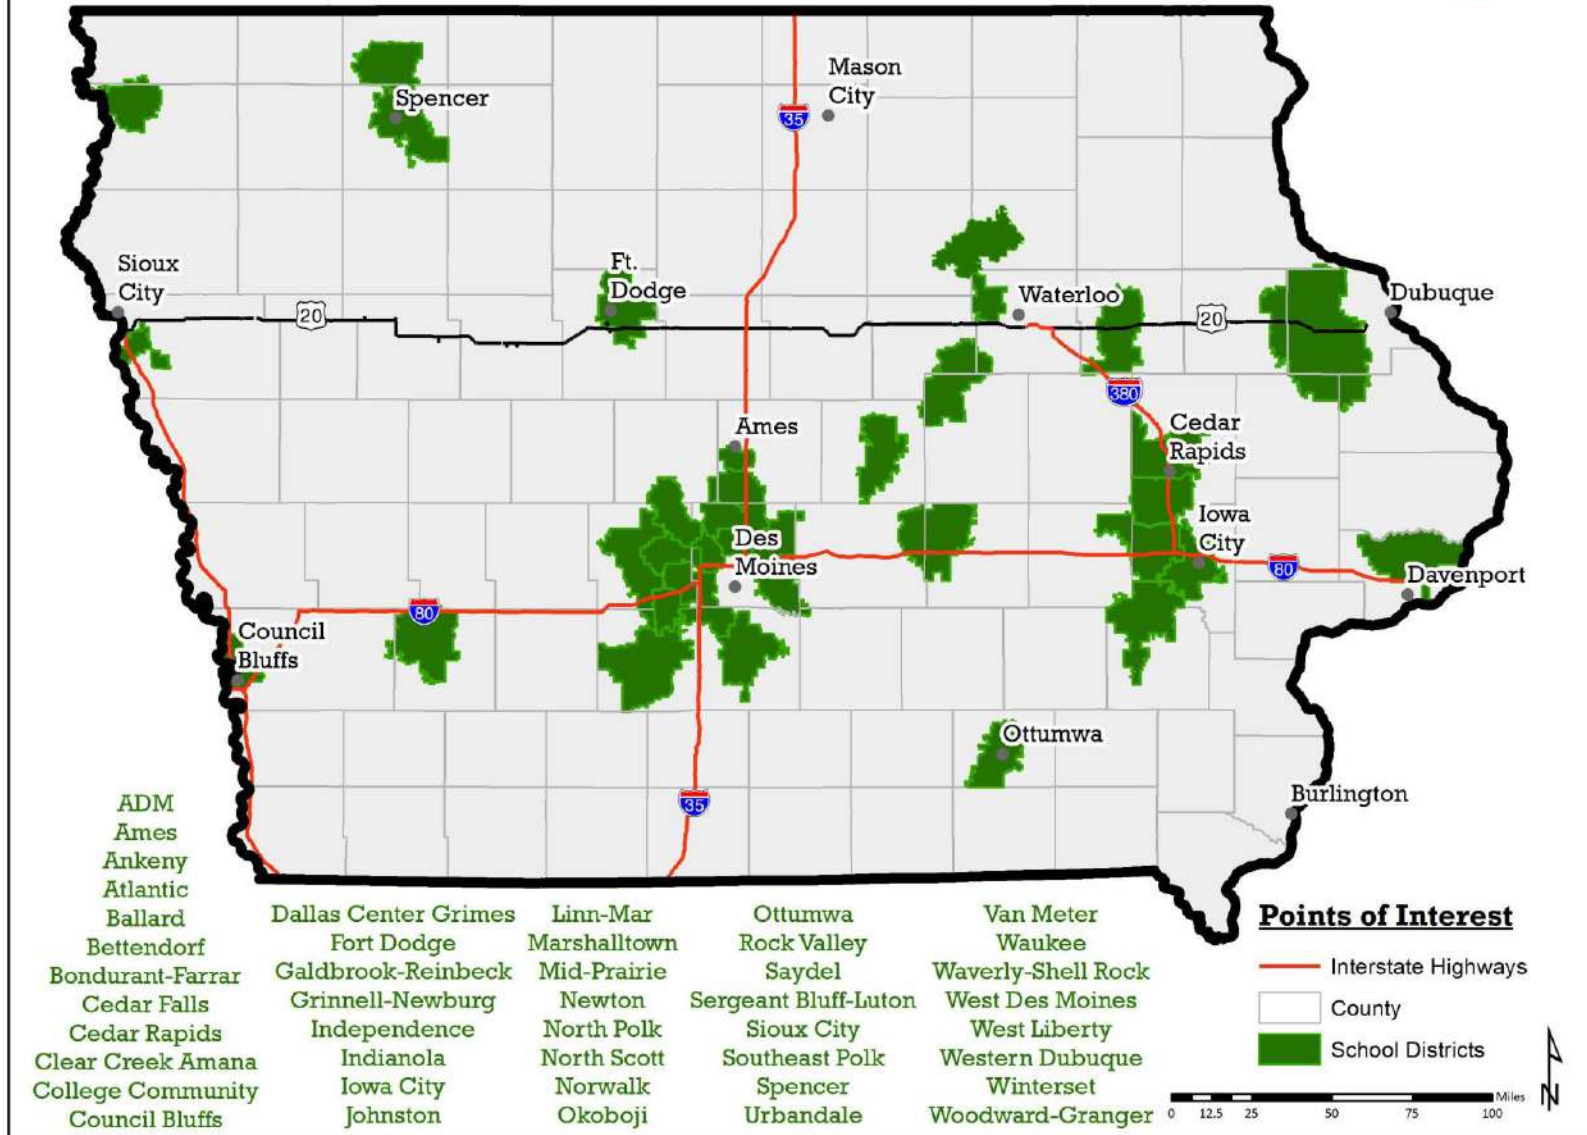 Mason
City
35
Spencer
Sioux
City
20
Ft.
Dodge
Waterloo
20
Dubuque
380
Ames
Cedar
Rapids
Iowa
City
Des
Moines
80
Davenport
80
Council
Bluffs
Ottumwa
35
Burlington
ADM
Ames
Ankeny
Atlantic
Ballard
Bettendorf
Bondurant-Farrar
Cedar Falls
Cedar Rapids
Clear Creek Amana
College Community
Council Bluffs
Dallas Center Grimes
Fort Dodge
Galdbrook-Reinbeck
Grinnell-Newburg
Independence
Indianola
Iowa City
Johnston
Linn-Mar
Marshalltown
Mid-Prairie
Newton
North Polk
North Scott
Norwalk
Okoboji
Ottumwa
Rock Valley
Saydel
Sergeant Bluff-Luton
Sioux City
Southeast Polk
Spencer
Urbandale
Van Meter
Waukee
Waverly-Shell Rock
West Des Moines
West Liberty
Western Dubuque
Winterset
Woodward-Granger
Points of Interest
Interstate Highways
County
School Districts
Miles
0 12.5 25 50 75 100
N